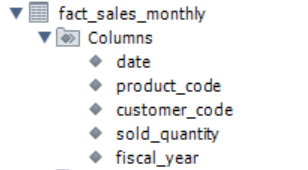 fact_sales_monthly
Columns
date
product_code
customer_code
sold_quantity
fiscal_year